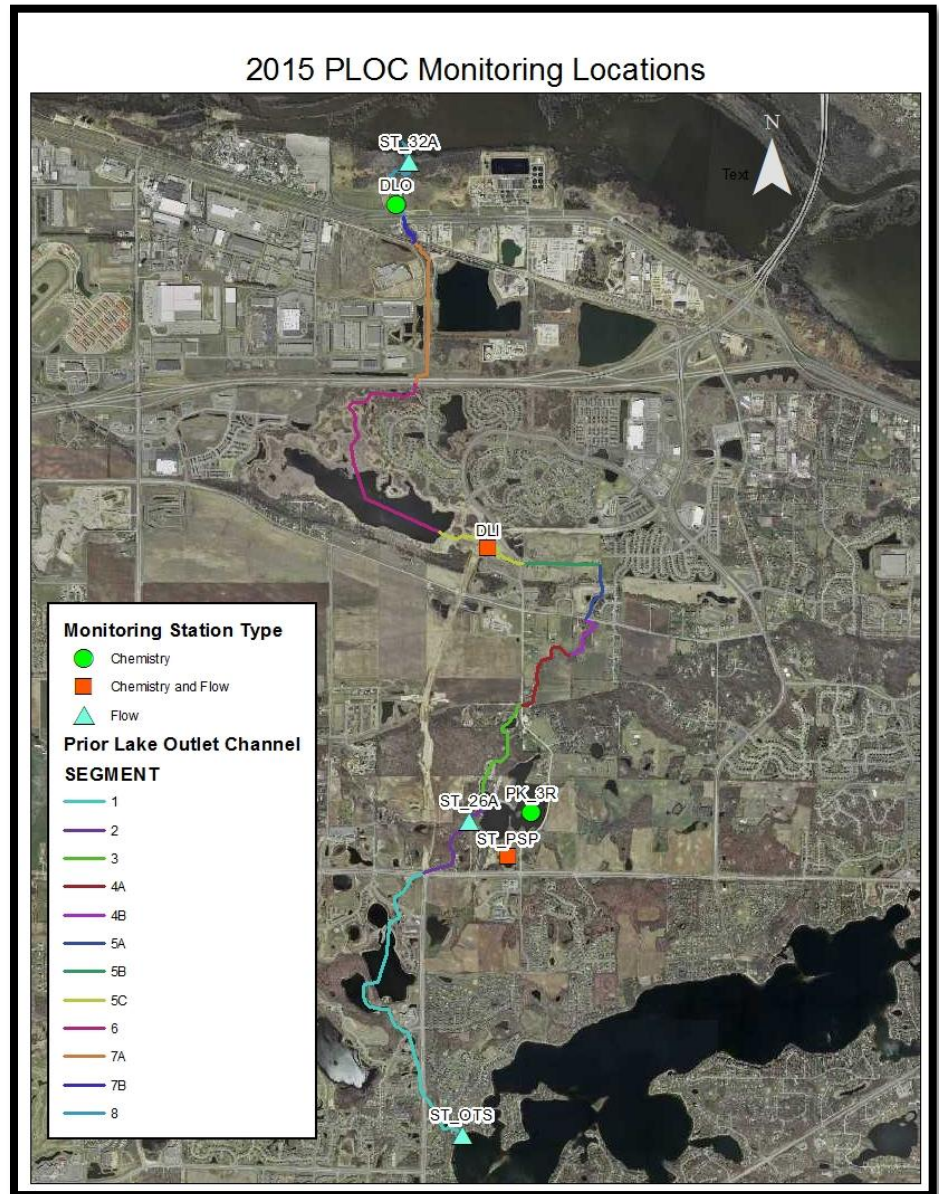 2015 PLOC Monitoring Locations
N
Text
ST_32A
DLO
DLI
ST_26A
PK_3R
ST_PSP
ST_OTS
Monitoring Station Type
Chemistry
Chemistry and Flow
Flow
Prior Lake Outlet Channel
SEGMENT
1
2
3
4A
4B
5A
5B
5C
6
7A
7B
8